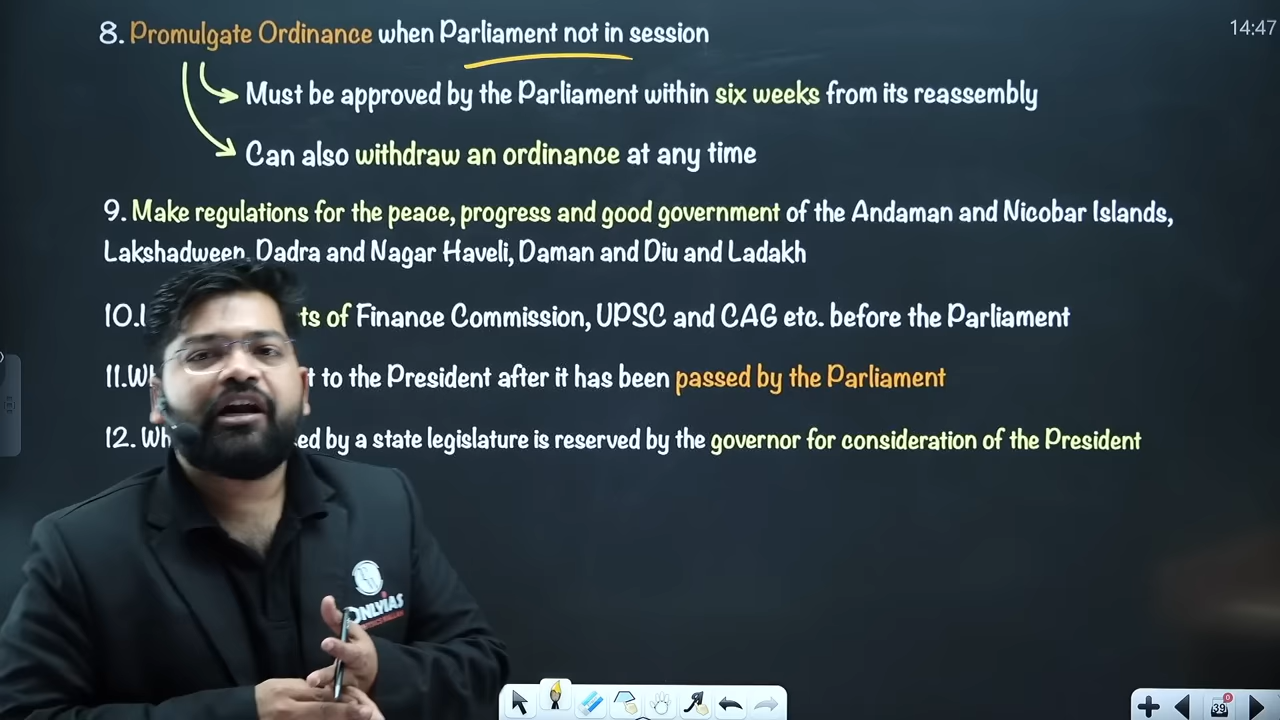 14:47
8. Promulgate Ordinance when Parliament not in session
Must be approved by the Parliament within six weeks from its reassembly
Can also withdraw an ordinance at any time
9. Make regulations for the peace, progress and good government of the Andaman and Nicobar Islands,
Lakshadweep, Dadra and Nagar Haveli, Daman and Diu and Ladakh
10. ts of Finance Commission, UPSC and CAG etc. before the Parliament
11. t to the President after it has been passed by the Parliament
12. ed by a state legislature is reserved by the governor for consideration of the President
ONLYIAS
39